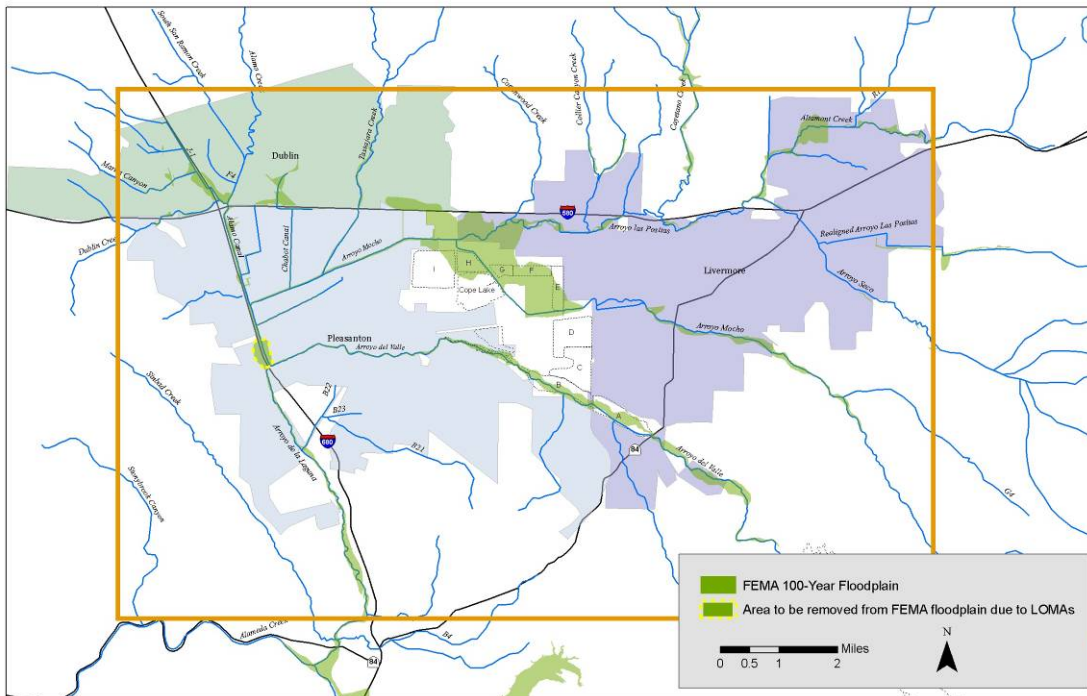 South San Ramon Creek
Alamo Creek
Tassajara Creek
Cottonwood Creek
Collier Canyon Creek
Cayetano Creek
R1
Altamont Creek
J-1
F4
Dublin
Martin Canyon
Dublin Creek
Alamo Canal
Chabot Canal
Arroyo Mocho
680
Arroyo las Positas
Realigned Arroyo Las Positas
I
H
G
F
E
Cope Lake
Livermore
Arroyo Seco
Arroyo Mocho
D
C
B
A
Pleasanton
Arroyo del Valle
Sinbad Creek
B22
B23
B21
680
84
Arroyo del Valle
Arroyo de la Laguna
G4
Stonybrook Canyon
Alameda Creek
B4
84
FEMA 100-Year Floodplain
Area to be removed from FEMA floodplain due to LOMAs
Miles
0 0.5 1 2
N